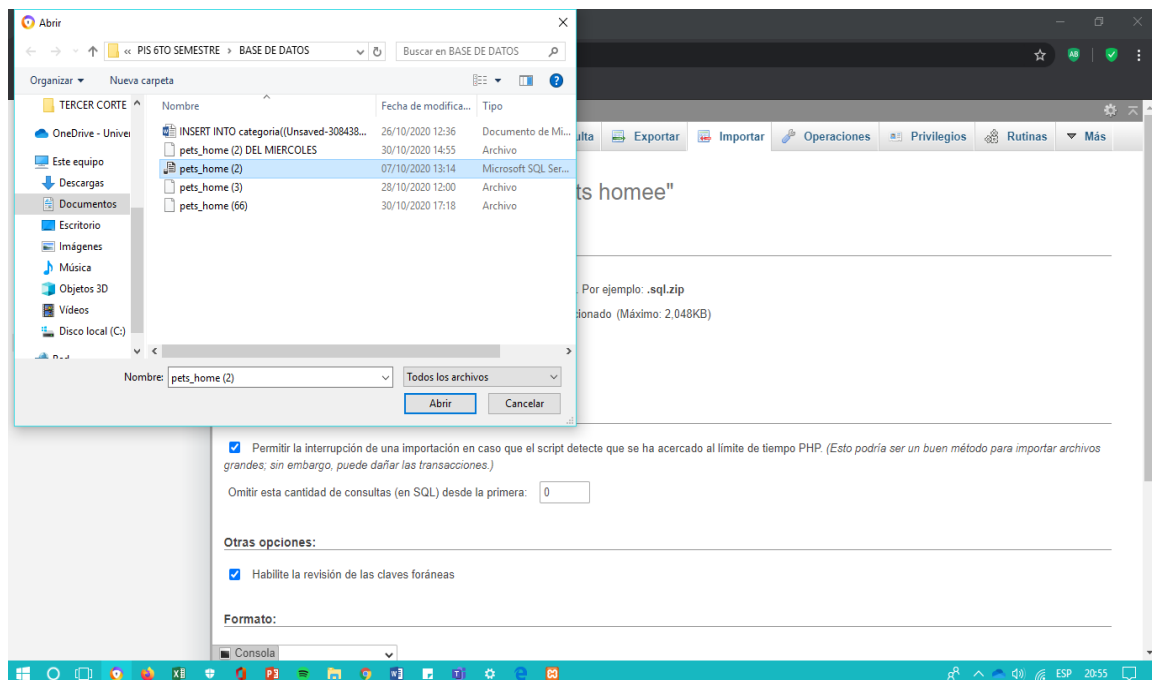 Abrir
« PIS 6TO SEMESTRE > BASE DE DATOS
Buscar en BASE DE DATOS
Organizar
Nueva carpeta
TERCER CORTE
OneDrive - Univer
Este equipo
Descargas
Documentos
Escritorio
Imágenes
Música
Objetos 3D
Vídeos
Disco local (C:)
Nombre Fecha de modifica... Tipo
INSERT INTO categoria((Unsaved-308438... 26/10/2020 12:36 Documento de Mi...
pets_home (2) DEL MIERCOLES 30/10/2020 14:55 Archivo
pets_home (2) 07/10/2020 13:14 Microsoft SQL Ser...
pets_home (3) 28/10/2020 12:00 Archivo
pets_home (66) 30/10/2020 17:18 Archivo
Nombre: pets_home (2) Todos los archivos
Abrir Cancelar
AB
ulta Exportar Importar Operaciones Privilegios Rutinas Más
ts homee"
. Por ejemplo: .sql.zip
cionado (Máximo: 2,048KB)
Permitir la interrupción de una importación en caso que el script detecte que se ha acercado al límite de tiempo PHP. (Esto podría ser un buen método para importar archivos
grandes; sin embargo, puede dañar las transacciones.)
Omitir esta cantidad de consultas (en SQL) desde la primera: 0
Otras opciones:
Habilite la revisión de las claves foráneas
Formato:
Consola
ESP 20:55